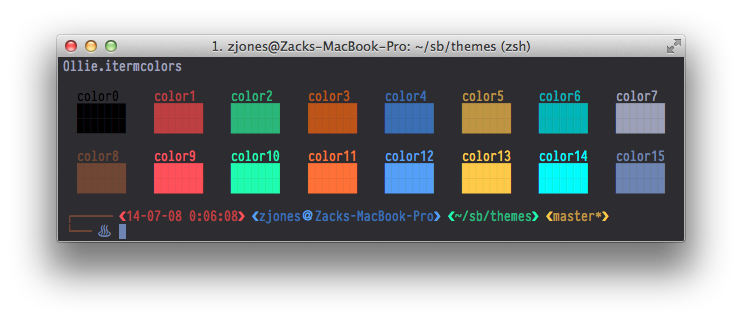 1. zjones@Zacks-MacBook-Pro: ~/sb/themes (zsh)
Ollie.itermcolors
color0 color1 color2 color3 color4 color5 color6 color7
color8 color9 color10 color11 color12 color13 color14 color15
❮14-07-08 0:06:08❯ ❮zjones@Zacks-MacBook-Pro❯ ❮~/sb/themes❯ ❮master*❯